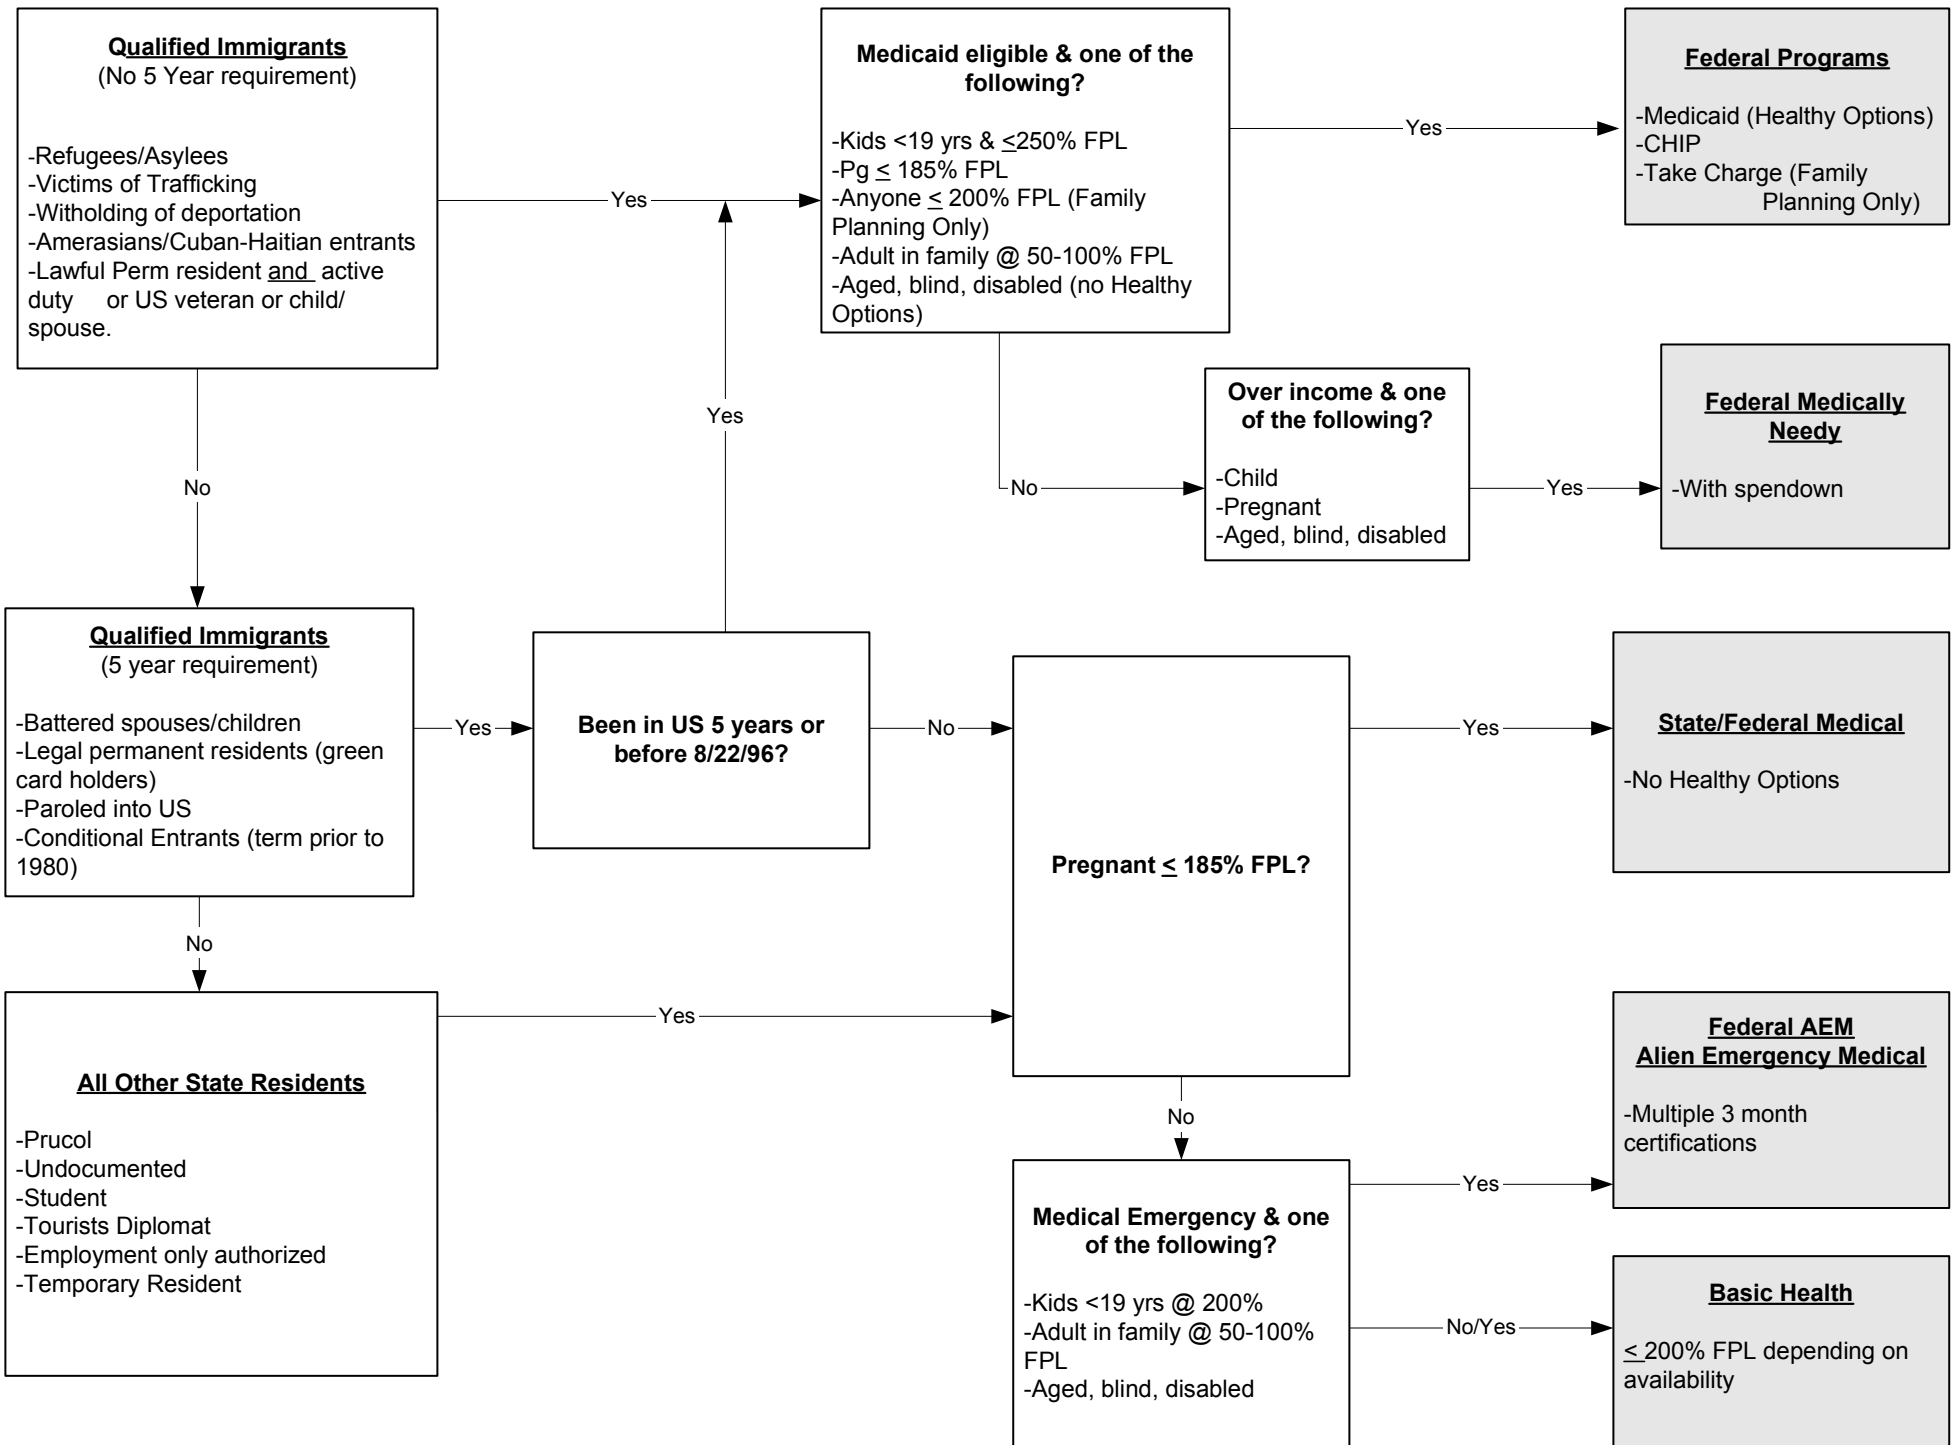 Qualified Immigrants
(No 5 Year requirement)
-Refugees/Asylees
-Victims of Trafficking
-Witholding of deportation
-Amerasians/Cuban-Haitian entrants
-Lawful Perm resident and active
duty or US veteran or child/
spouse.
Yes
Medicaid eligible & one of the
following?
-Kids <19 yrs & ≤250% FPL
-Pg ≤ 185% FPL
-Anyone ≤ 200% FPL (Family
Planning Only)
-Adult in family @ 50-100% FPL
-Aged, blind, disabled (no Healthy
Options)
Yes
Federal Programs
-Medicaid (Healthy Options)
-CHIP
-Take Charge (Family
Planning Only)
No
Yes
No
Over income & one
of the following?
-Child
-Pregnant
-Aged, blind, disabled
Yes
Federal Medically
Needy
-With spendown
Qualified Immigrants
(5 year requirement)
-Battered spouses/children
-Legal permanent residents (green
card holders)
-Paroled into US
-Conditional Entrants (term prior to
1980)
Yes
Been in US 5 years or
before 8/22/96?
No
Pregnant ≤ 185% FPL?
Yes
State/Federal Medical
-No Healthy Options
No
All Other State Residents
-Prucol
-Undocumented
-Student
-Tourists Diplomat
-Employment only authorized
-Temporary Resident
Yes
No
Medical Emergency & one
of the following?
-Kids <19 yrs @ 200%
-Adult in family @ 50-100%
FPL
-Aged, blind, disabled
Yes
Federal AEM
Alien Emergency Medical
-Multiple 3 month
certifications
No/Yes
Basic Health
≤ 200% FPL depending on
availability